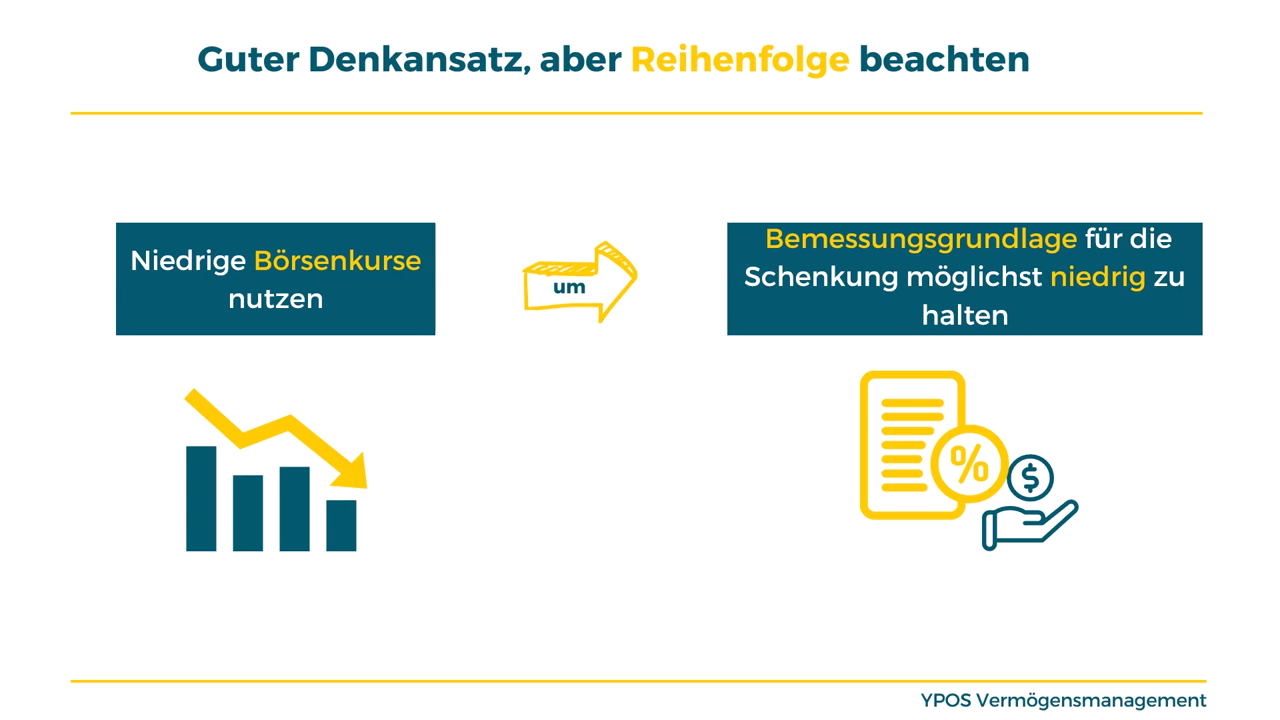 Guter Denkansatz, aber Reihenfolge beachten
Niedrige Börsenkurse
nutzen
um
Bemessungsgrundlage für die
Schenkung möglichst niedrig zu
halten
%
$
YPOS Vermögensmanagement